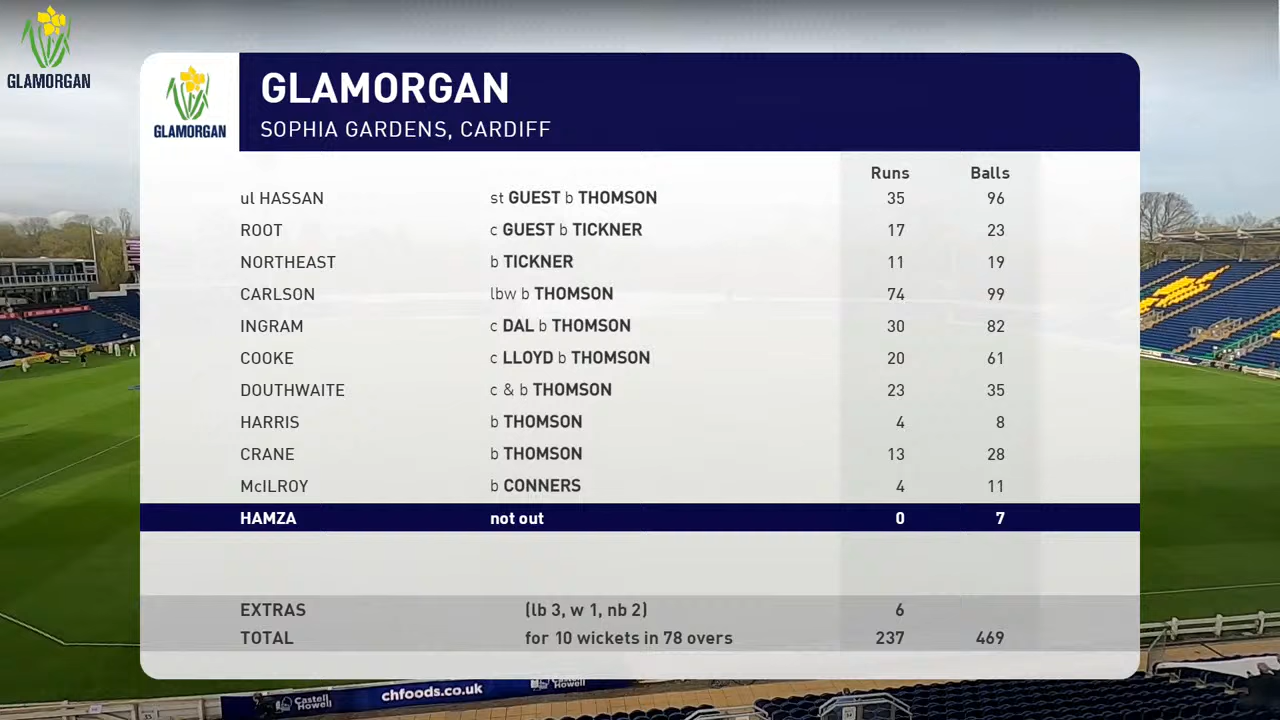 GLAMORGAN
GLAMORGAN
GLAMORGAN
SOPHIA GARDENS, CARDIFF
Runs Balls
ul HASSAN st GUEST b THOMSON 35 96
ROOT c GUEST b TICKNER 17 23
NORTHEAST b TICKNER 11 19
CARLSON lbw b THOMSON 74 99
INGRAM c DAL b THOMSON 30 82
COOKE c LLOYD b THOMSON 20 61
DOUTHWAITE c & b THOMSON 23 35
HARRIS b THOMSON 4 8
CRANE b THOMSON 13 28
McILROY b CONNERS 4 11
HAMZA not out 0 7
EXTRAS (lb 3, w 1, nb 2) 6
TOTAL for 10 wickets in 78 overs 237 469
Castell Howell
chfoods.co.uk
Castell Howell